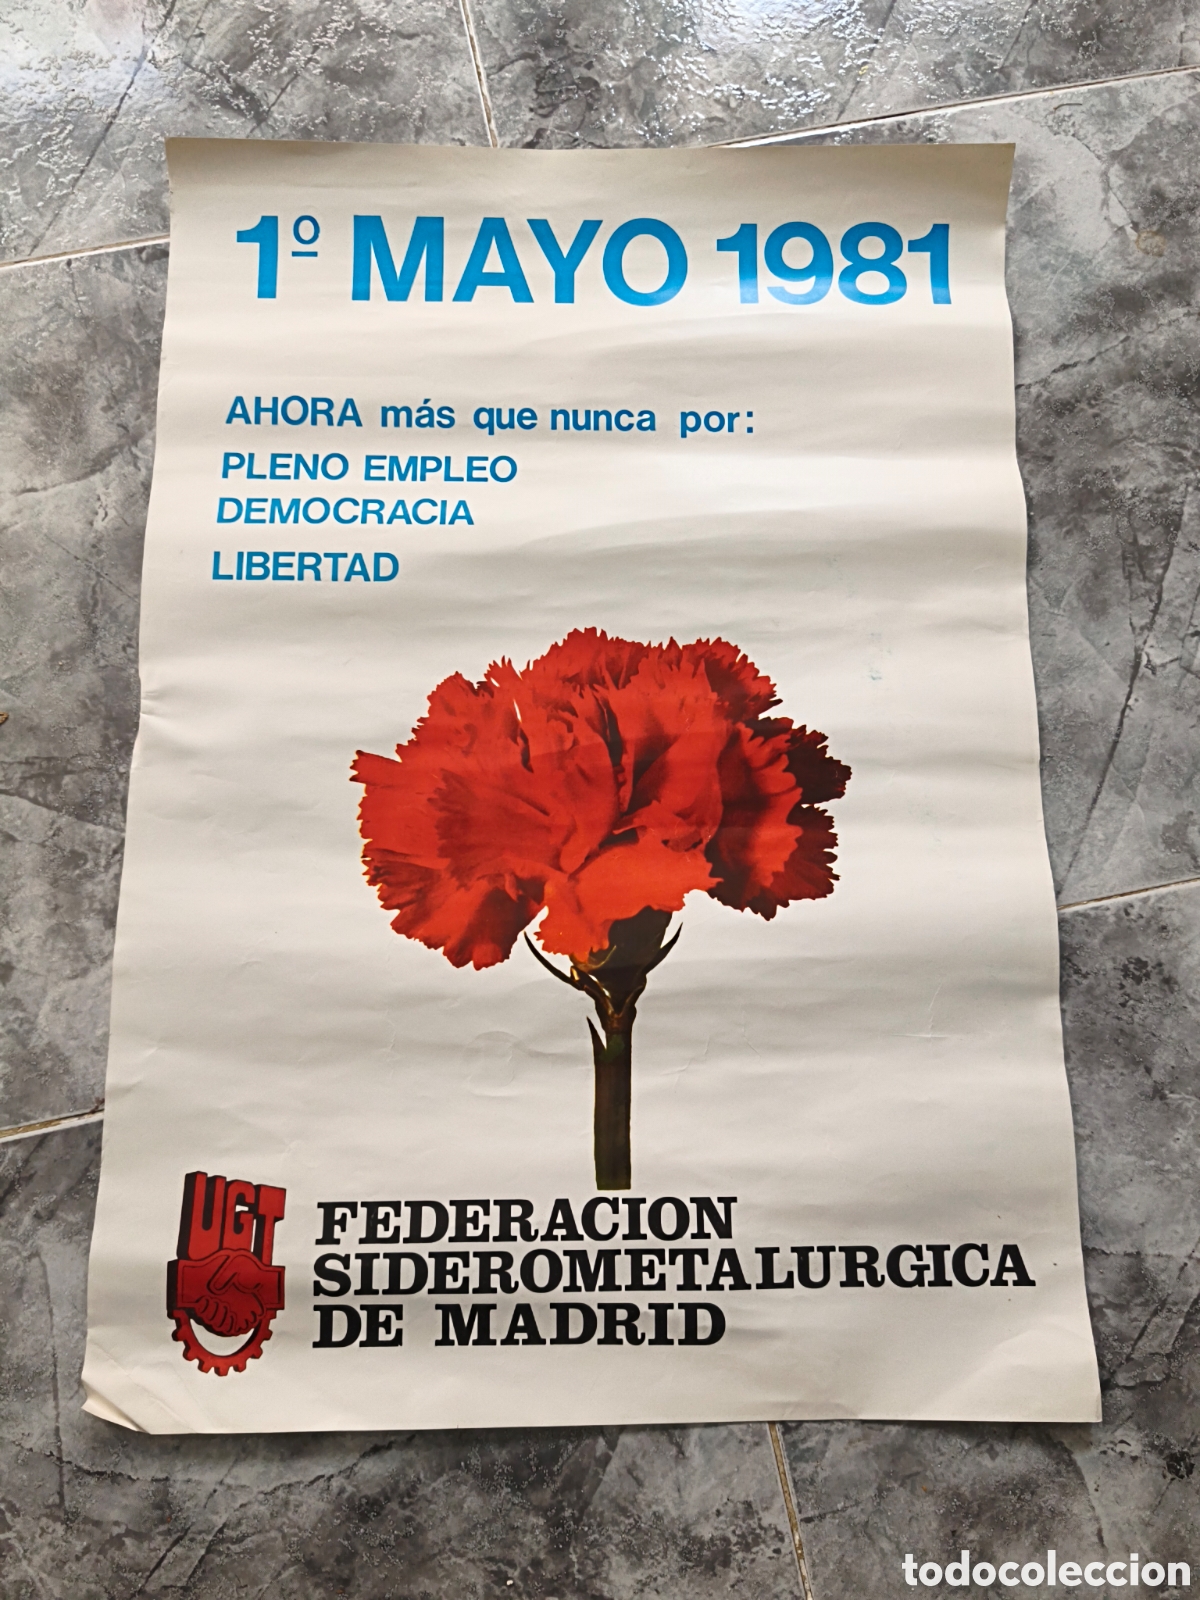 1º MAYO 1981
AHORA más que nunca por:
PLENO EMPLEO
DEMOCRACIA
LIBERTAD
UGT
FEDERACION
SIDEROMETALURGICA
DE MADRID
todocoleccion